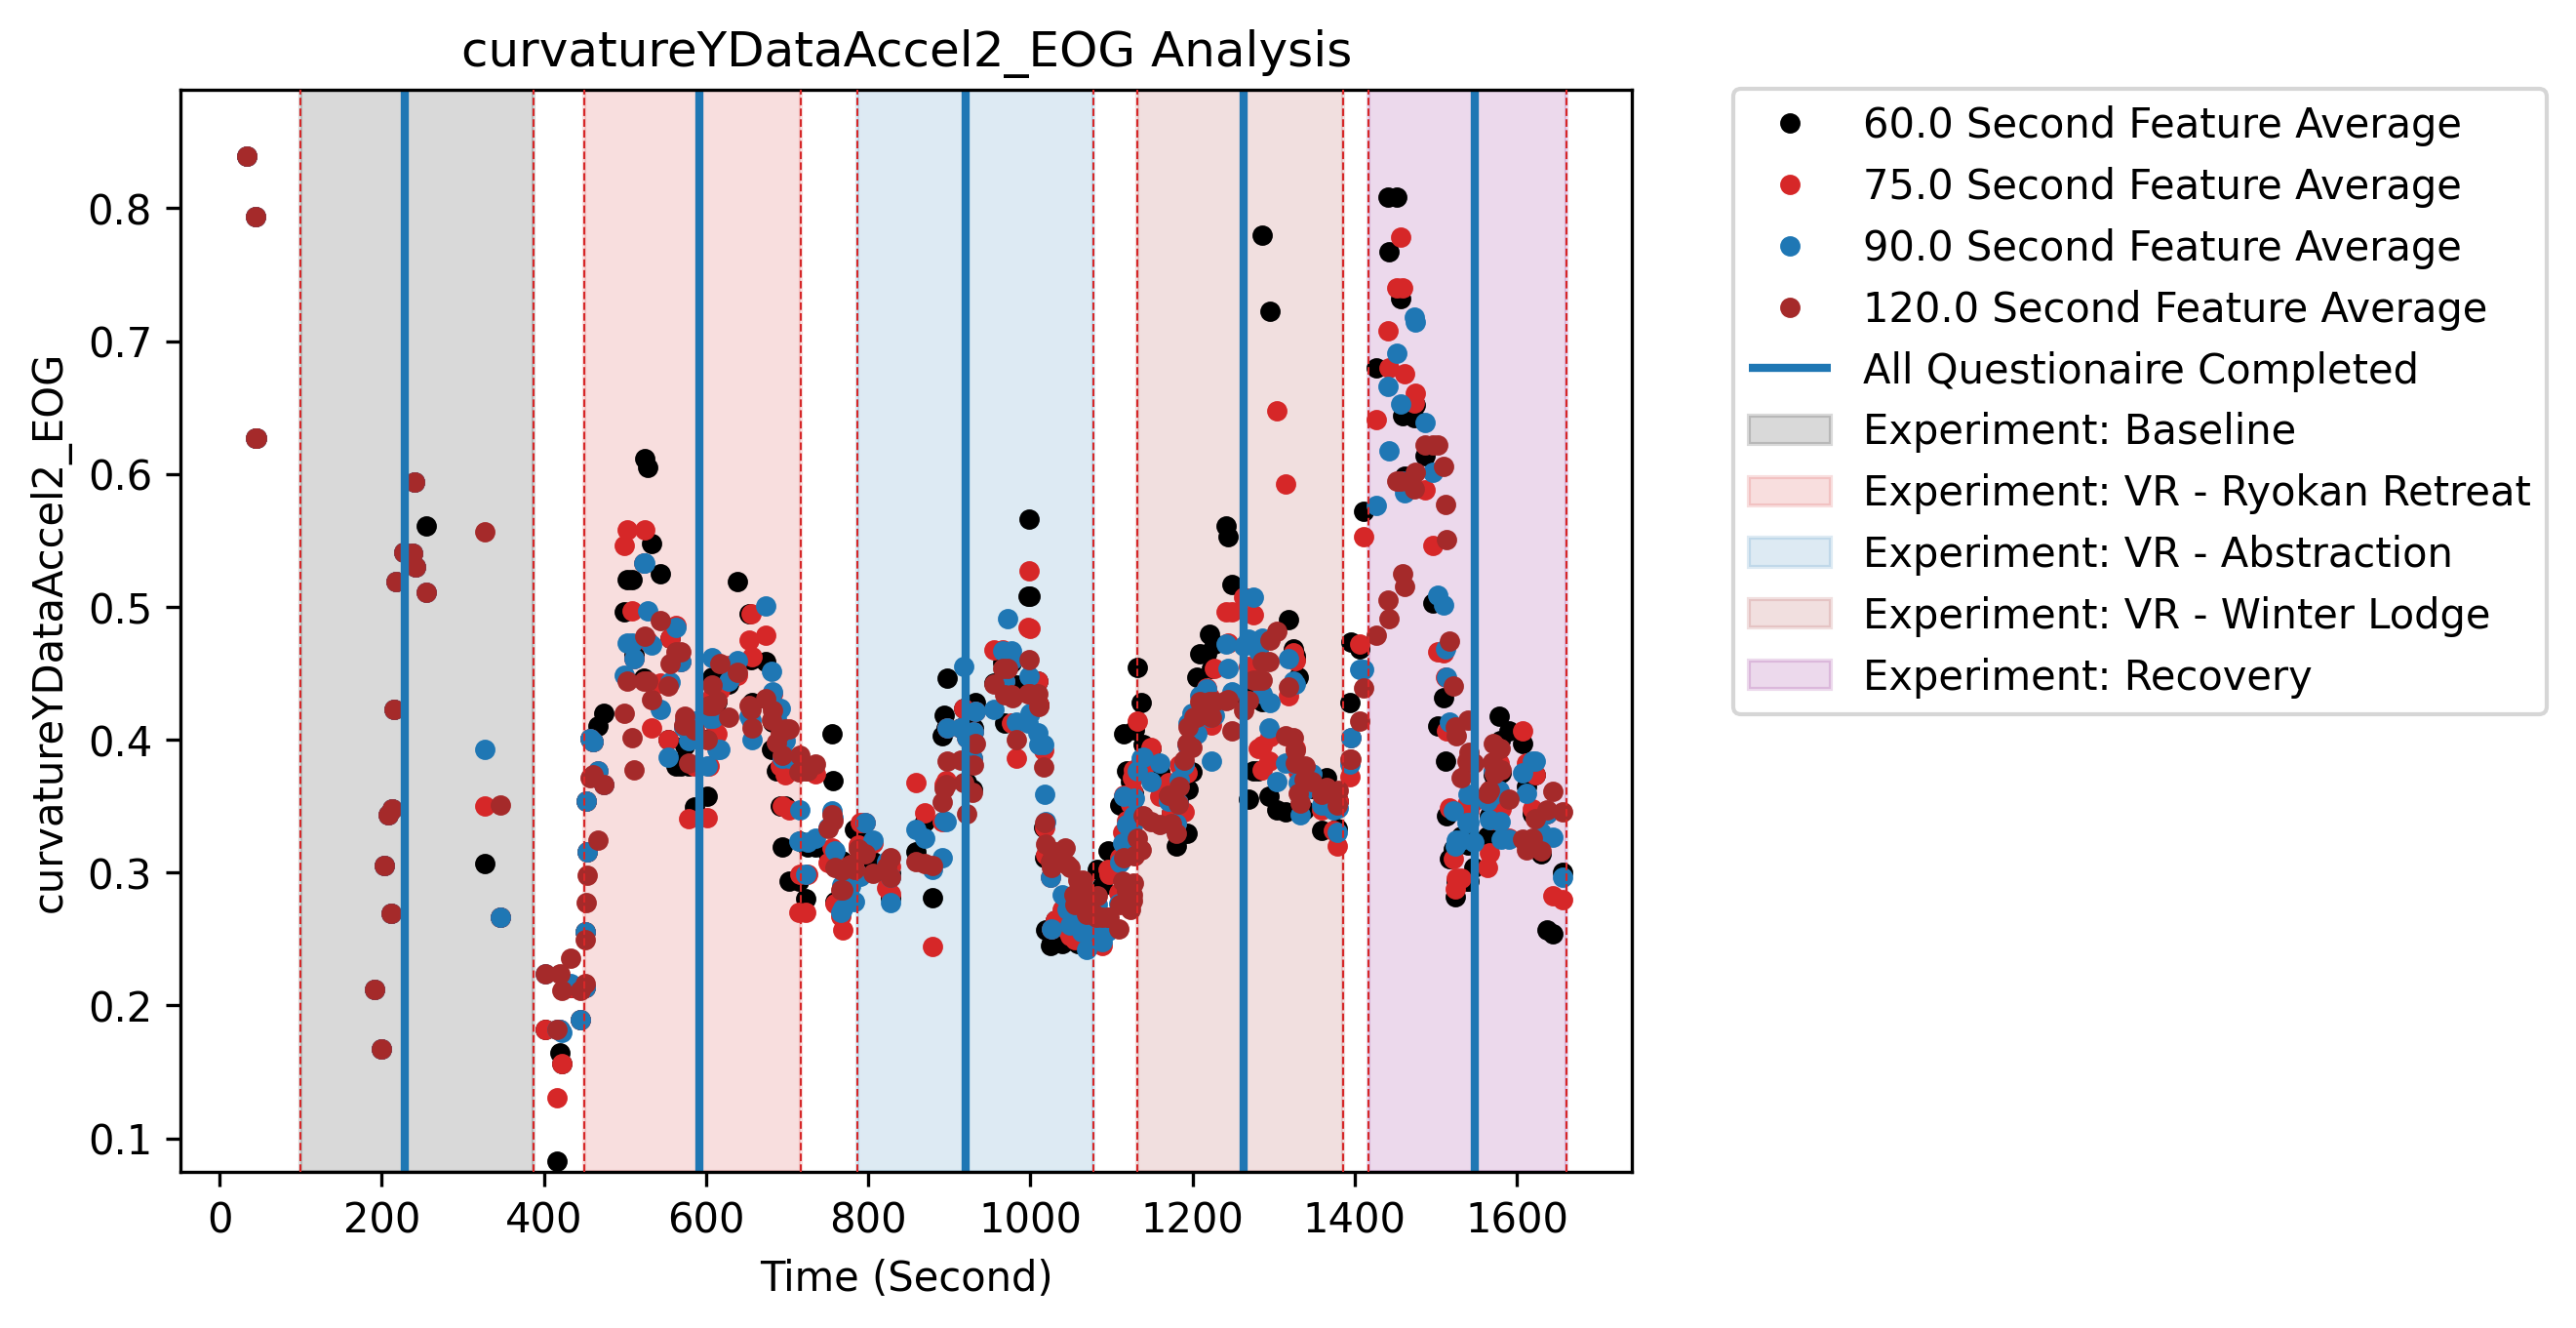 curvatureYDataAccel2_EOG Analysis
curvatureYDataAccel2_EOG
0.8
0.7
0.6
0.5
0.4
0.3
0.2
0.1
0 200 400 600 800 1000 1200 1400 1600
Time (Second)
60.0 Second Feature Average
75.0 Second Feature Average
90.0 Second Feature Average
120.0 Second Feature Average
All Questionaire Completed
Experiment: Baseline
Experiment: VR - Ryokan Retreat
Experiment: VR - Abstraction
Experiment: VR - Winter Lodge
Experiment: Recovery